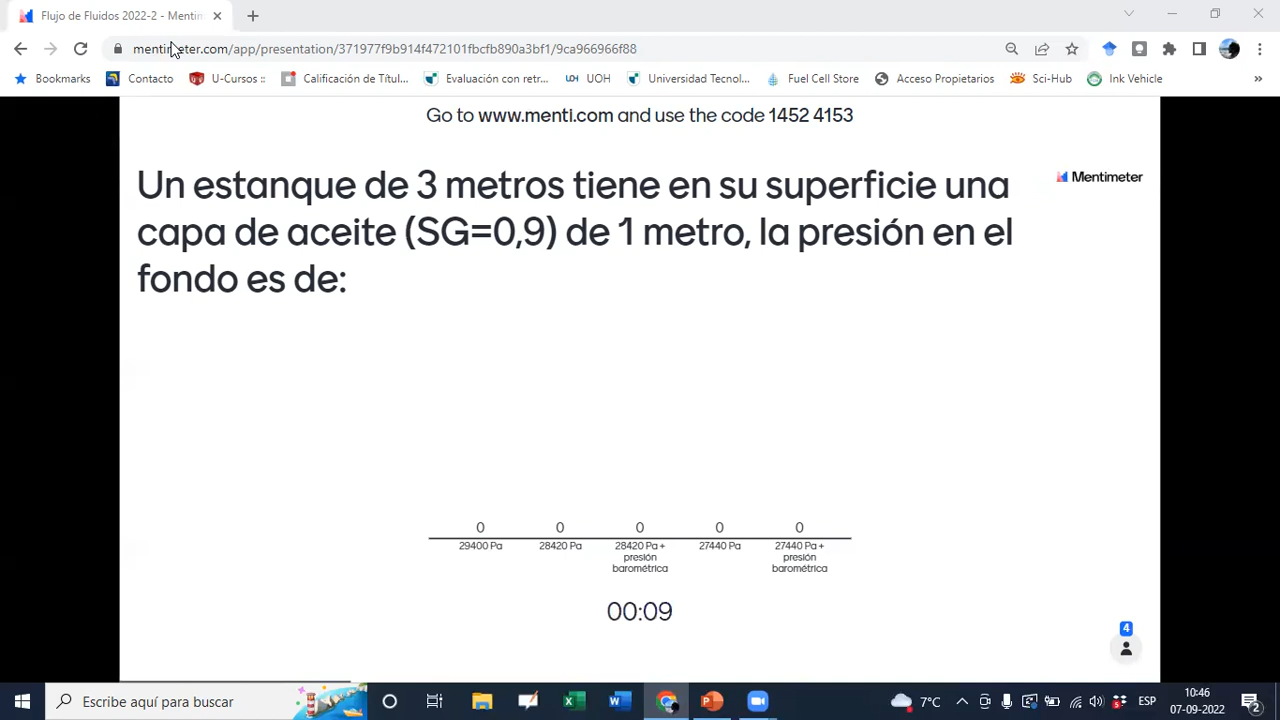 Flujo de Fluidos 2022-2 - Mentim
mentimeter.com/app/presentation/371977f9b914f472101fbcfb890a3bf1/9ca966966f88
Bookmarks Contacto U-Cursos :: Calificación de Títul... Evaluación con retr... UOH Universidad Tecnol... Fuel Cell Store Acceso Propietarios Sci-Hub Ink Vehicle »
Go to www.menti.com and use the code 1452 4153
Mentimeter
Un estanque de 3 metros tiene en su superficie una
capa de aceite (SG=0,9) de 1 metro, la presión en el
fondo es de:
0 0 0 0 0
29400 Pa 28420 Pa 28420 Pa + presión barométrica 27440 Pa 27440 Pa + presión barométrica
00:09
4
Escribe aquí para buscar
7°C
ESP
10:46
07-09-2022
2